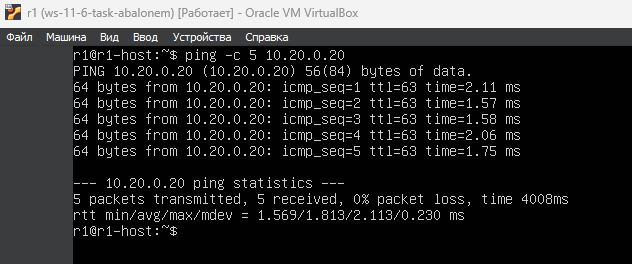 r1 (ws-11-6-task-abalonem) [Работает] - Oracle VM VirtualBox
Файл Машина Вид Ввод Устройства Справка
r1@r1-host:~$ ping -c 5 10.20.0.20
PING 10.20.0.20 (10.20.0.20) 56(84) bytes of data.
64 bytes from 10.20.0.20: icmp_seq=1 ttl=63 time=2.11 ms
64 bytes from 10.20.0.20: icmp_seq=2 ttl=63 time=1.57 ms
64 bytes from 10.20.0.20: icmp_seq=3 ttl=63 time=1.58 ms
64 bytes from 10.20.0.20: icmp_seq=4 ttl=63 time=2.06 ms
64 bytes from 10.20.0.20: icmp_seq=5 ttl=63 time=1.75 ms
--- 10.20.0.20 ping statistics ---
5 packets transmitted, 5 received, 0% packet loss, time 4008ms
rtt min/avg/max/mdev = 1.569/1.813/2.113/0.230 ms
r1@r1-host:~$